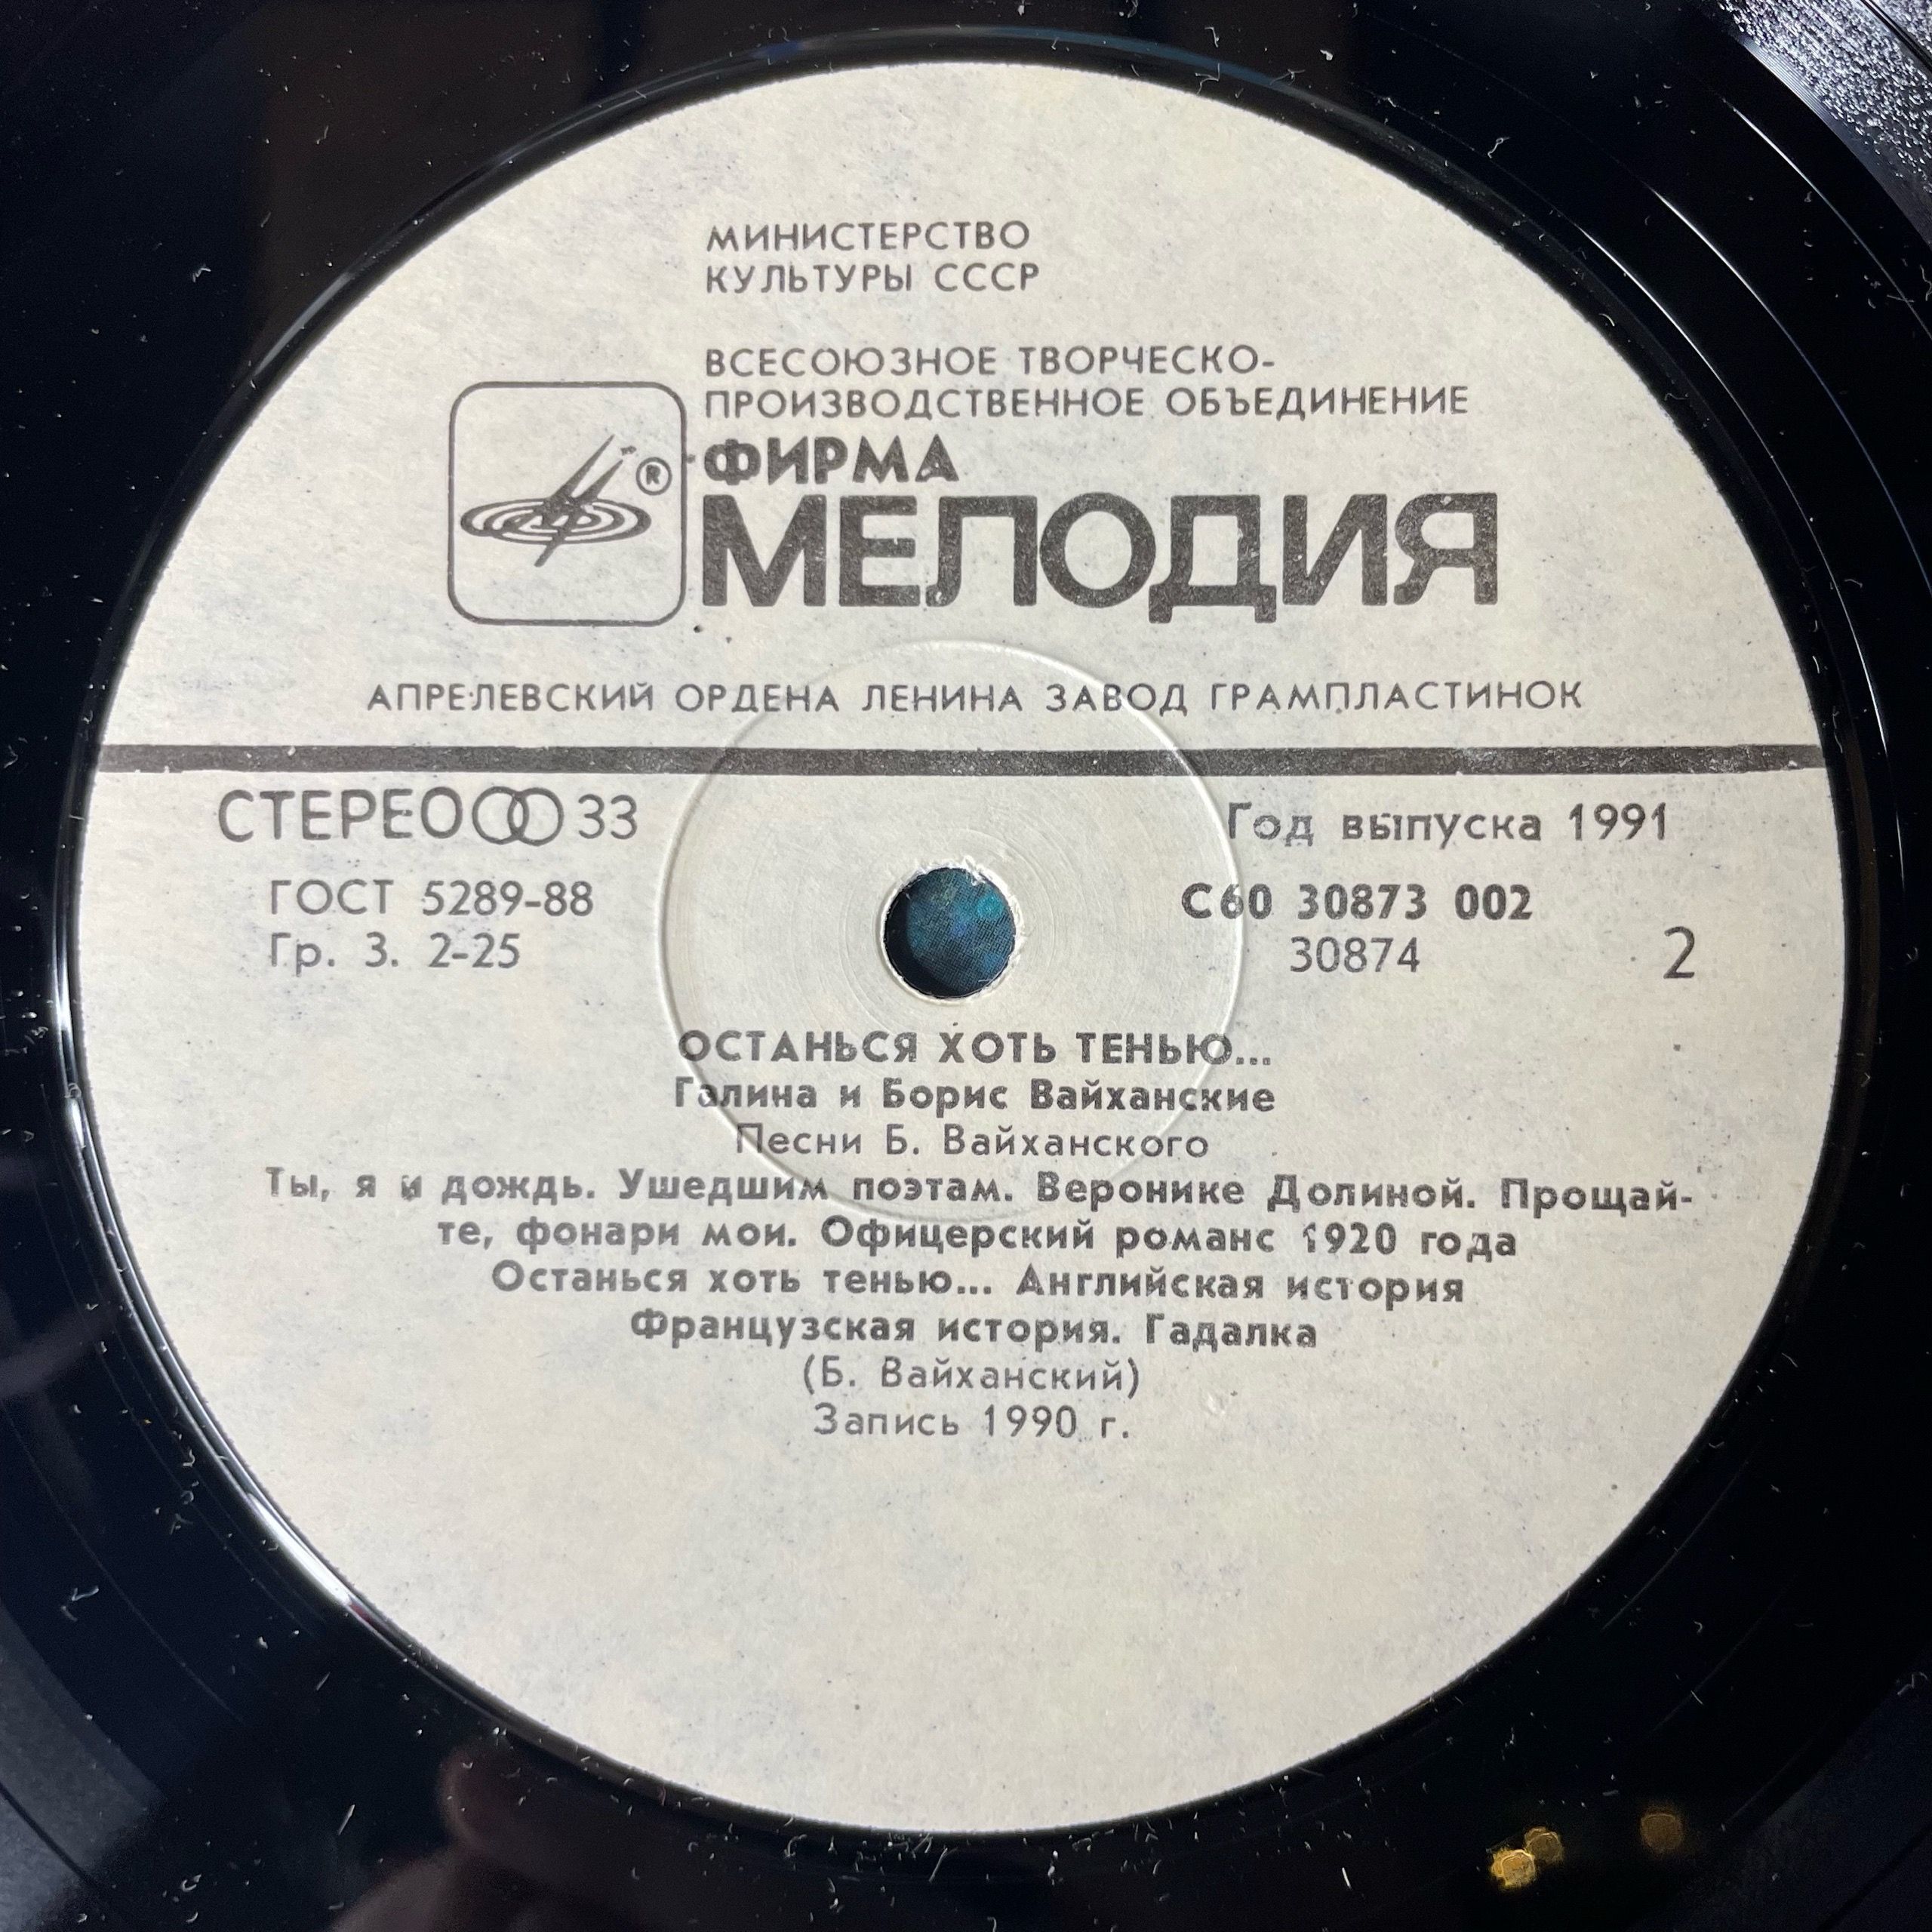 МИНИСТЕРСТВО
КУЛЬТУРЫ СССР
ВСЕСОЮЗНОЕ ТВОРЧЕСКО-
ПРОИЗВОДСТВЕННОЕ ОБЪЕДИНЕНИЕ
® ФИРМА
МЕЛОДИЯ
АПРЕЛЕВСКИЙ ОРДЕНА ЛЕНИНА ЗАВОД ГРАМПЛАСТИНОК
СТЕРЕО 33
Год выпуска 1991
ГОСТ 5289-88
С60 30873 002
Гр. 3. 2-25
30874
2
ОСТАНЬСЯ ХОТЬ ТЕНЬЮ...
Галина и Борис Вайханские
Песни Б. Вайханского
Ты, я и дождь. Ушедшим поэтам. Веронике Долиной. Прощай-
те, фонари мои. Офицерский романс 1920 года
Останься хоть тенью... Английская история
Французская история. Гадалка
(Б. Вайханский)
Запись 1990 г.